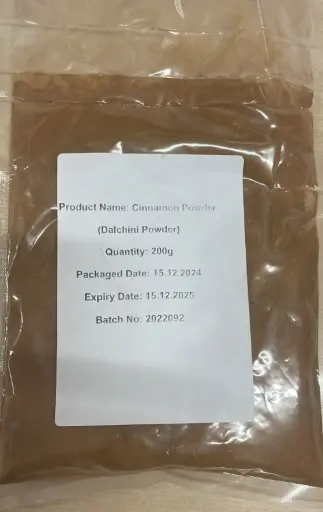 Product Name: Cinnamon Powder
(Dalchini Powder)
Quantity: 200g
Packaged Date: 15.12.2024
Expiry Date: 15.12.2025
Batch No: 2022092